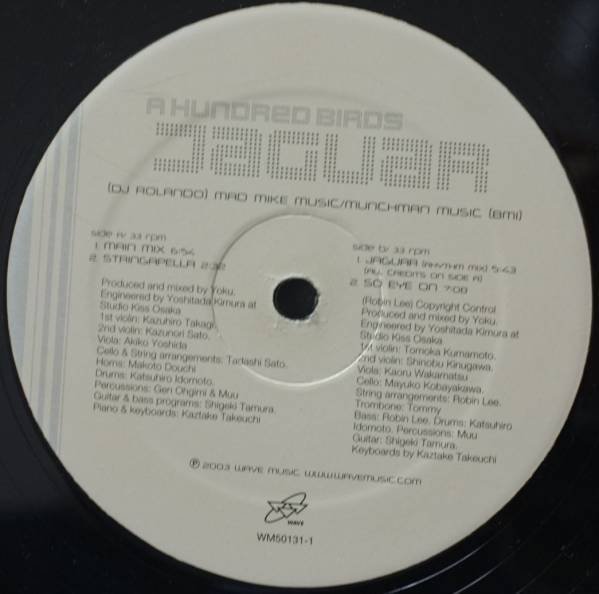 A HUNDRED BIRDS
JAGUAR
(DJ ROLANDO) MAD MIKE MUSIC/MUNCHMAN MUSIC (BMI)
side A/ 33 rpm
1. MAIN MIX 6:54
2. STRINGAPELLA 2:32
Produced and mixed by Yoku.
Engineered by Yoshitada Kimura at
Studio Kiss Osaka
1st violin: Kazuhiro Takagi.
2nd violin: Kazunori Sato.
Viola: Akiko Yoshida
Cello & String arrangements: Tadashi Sato.
Horns: Makoto Douchi
Drums: Katsuhiro Idomoto.
Percussions: Gen Ohgimi & Muu
Guitar & bass programs: Shigeki Tamura.
Piano & keyboards: Kaztake Takeuchi
side b/ 33 rpm
1. JAGUAR (RHYTHM MIX) 5:43
(ALL CREDITS ON SIDE A)
2. SO EYE ON 7:08
(Robin Lee) Copyright Control
Produced and mixed by Yoku.
Engineered by Yoshitada Kimura at
Studio Kiss Osaka
1st violin: Tomoka Kumamoto.
2nd violin: Shinobu Kinugawa.
Viola: Kaoru Wakamatsu
Cello: Mayuko Kobayakawa.
String arrangements: Robin Lee.
Trombone: Tommy
Bass: Robin Lee. Drums: Katsuhiro
Idomoto. Percussions: Muu
Guitar: Shigeki Tamura.
Keyboards by Kaztake Takeuchi
℗ 2003 WAVE MUSIC WWW.WAVEMUSIC.COM
WAVE
WM50131-1